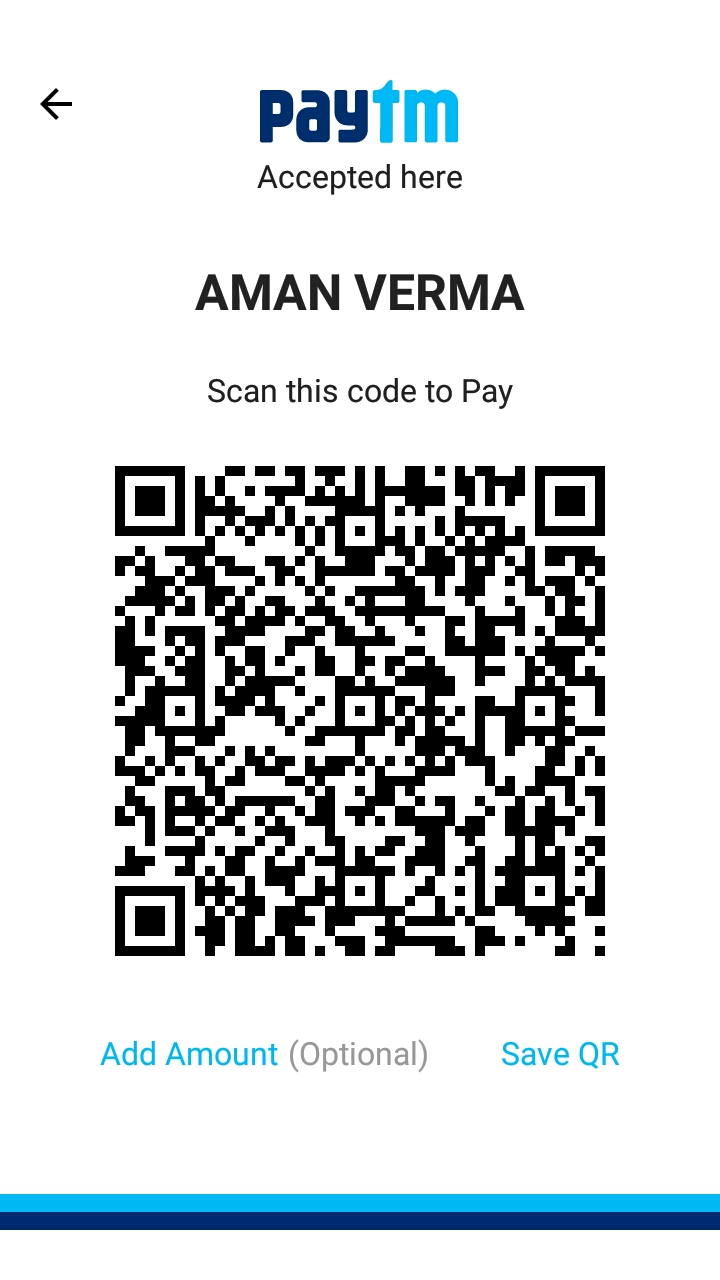 paytm
Accepted here
AMAN VERMA
Scan this code to Pay
Add Amount (Optional) Save QR